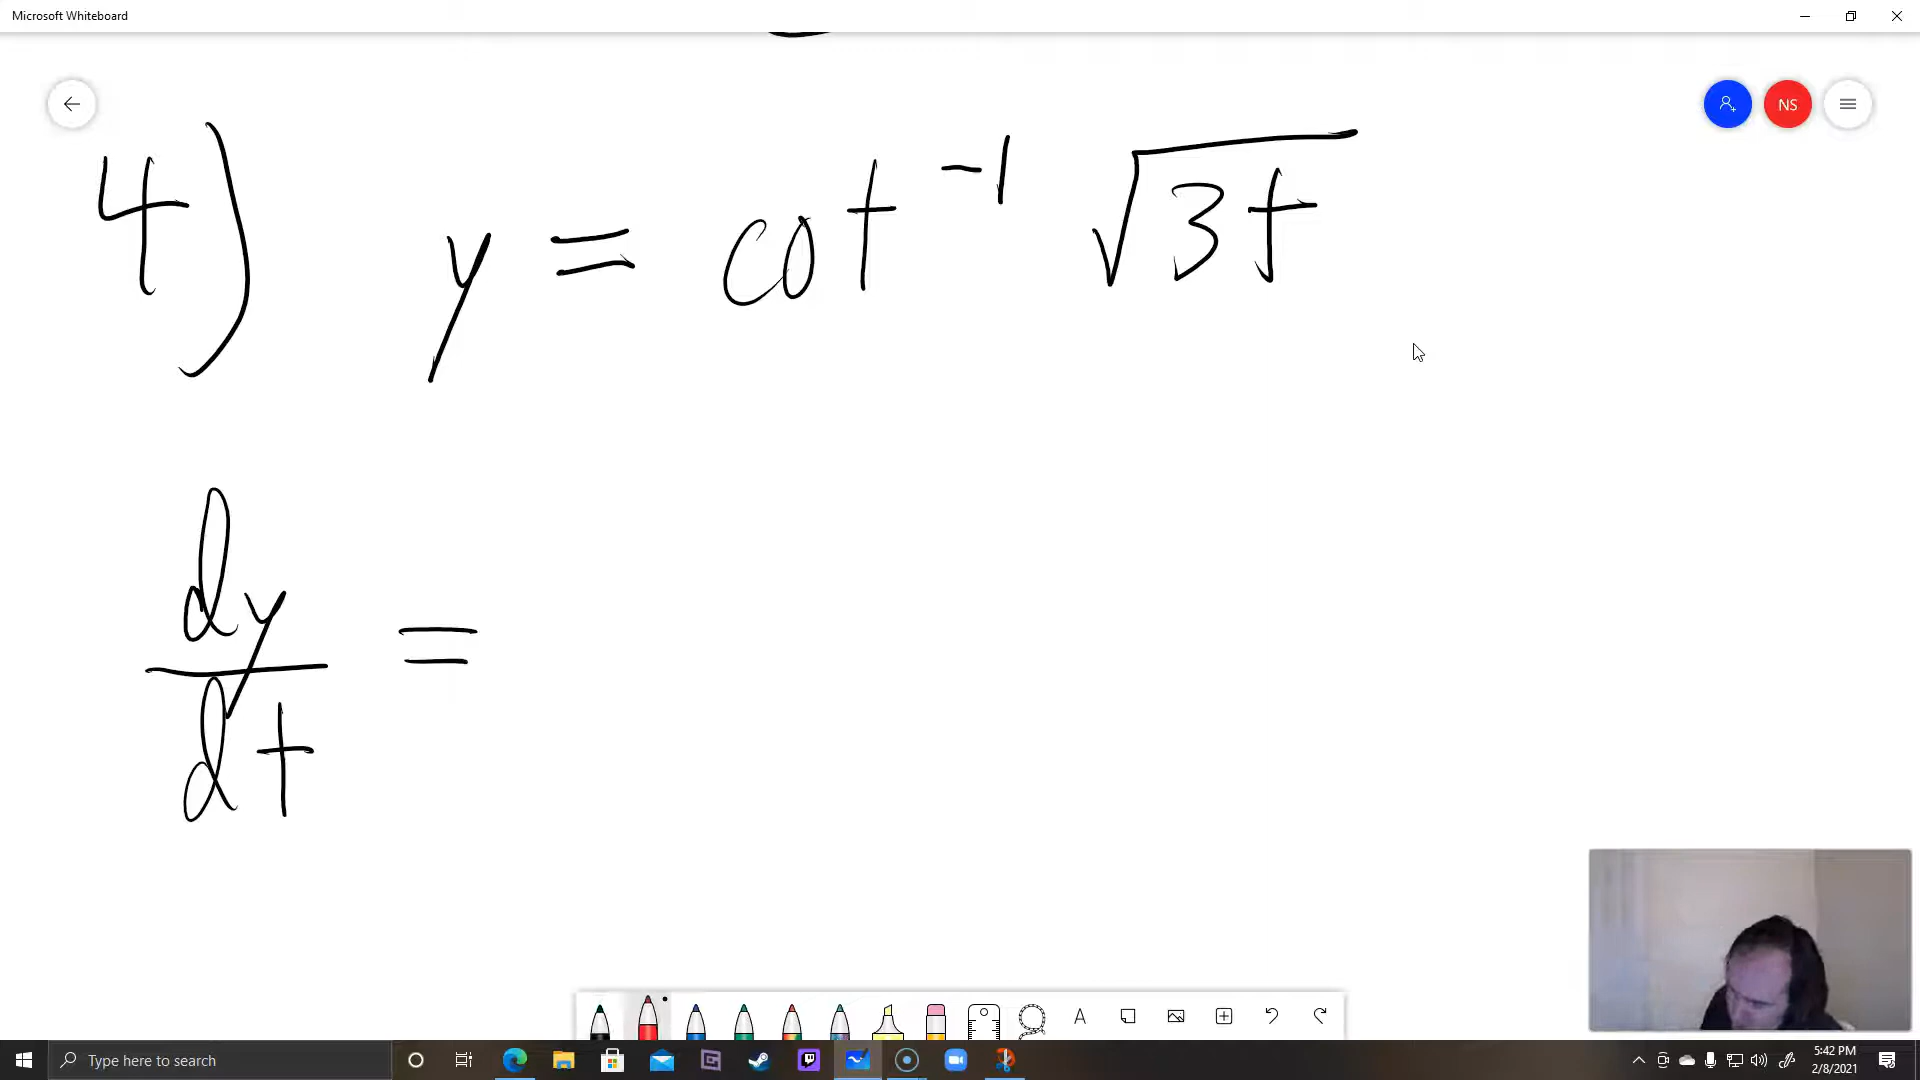 Microsoft Whiteboard
NS
4) y = cot⁻¹ √3t
dy/dt =
A
Type here to search
5:42 PM
2/8/2021